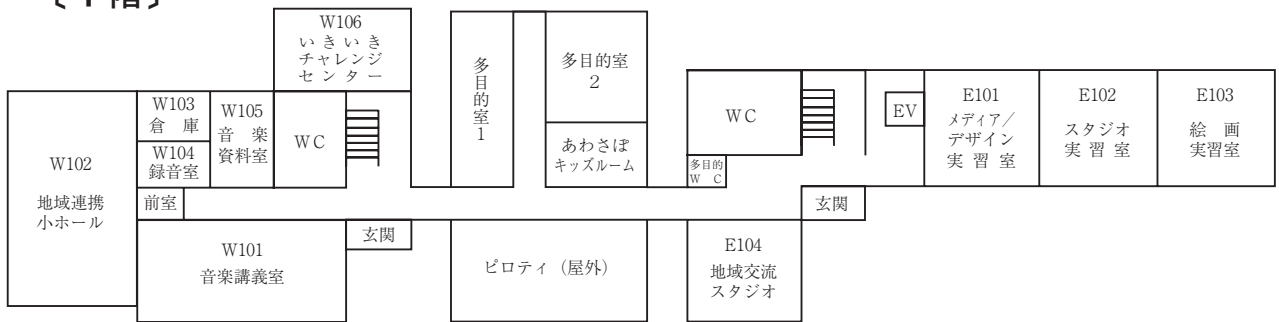 〔1階〕
W106
いきいき
チャレンジ
センター
多目的室1
多目的室
2
あわさぽ
キッズルーム
WC
多目的
WC
EV
E101
メディア／
デザイン
実習室
E102
スタジオ
実習室
E103
絵画
実習室
W102
地域連携
小ホール
W103
倉庫
W104
録音室
W105
音楽
資料室
WC
前室
W101
音楽講義室
玄関
ピロティ（屋外）
E104
地域交流
スタジオ
玄関